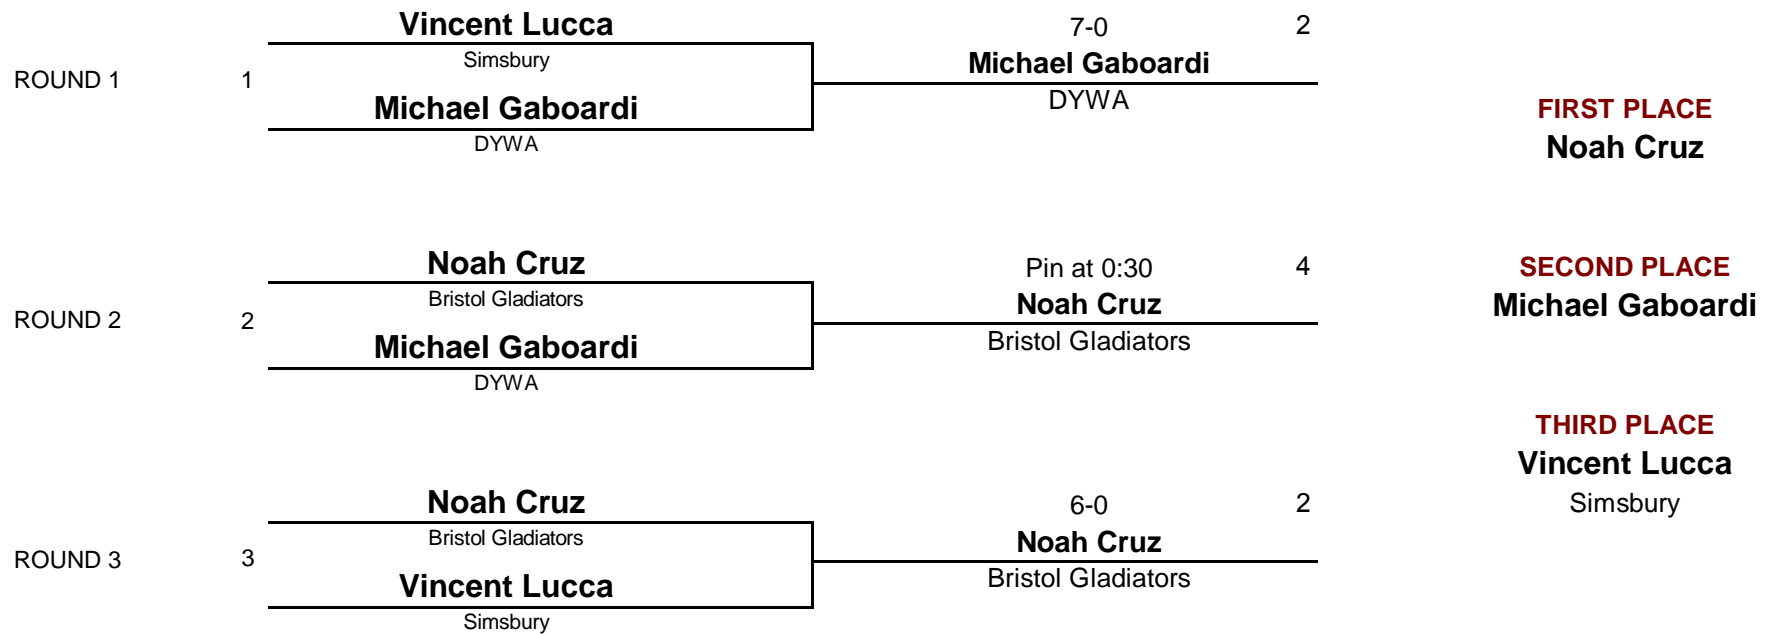 Vincent Lucca
7-0 2
ROUND 1 1 Simsbury Michael Gaboardi
Michael Gaboardi DYWA
DYWA
FIRST PLACE
Noah Cruz
Noah Cruz
Pin at 0:30 4
ROUND 2 2 Bristol Gladiators Noah Cruz
Michael Gaboardi Bristol Gladiators
DYWA
SECOND PLACE
Michael Gaboardi
THIRD PLACE
Vincent Lucca
Simsbury
Noah Cruz
6-0 2
ROUND 3 3 Bristol Gladiators Noah Cruz
Vincent Lucca Bristol Gladiators
Simsbury